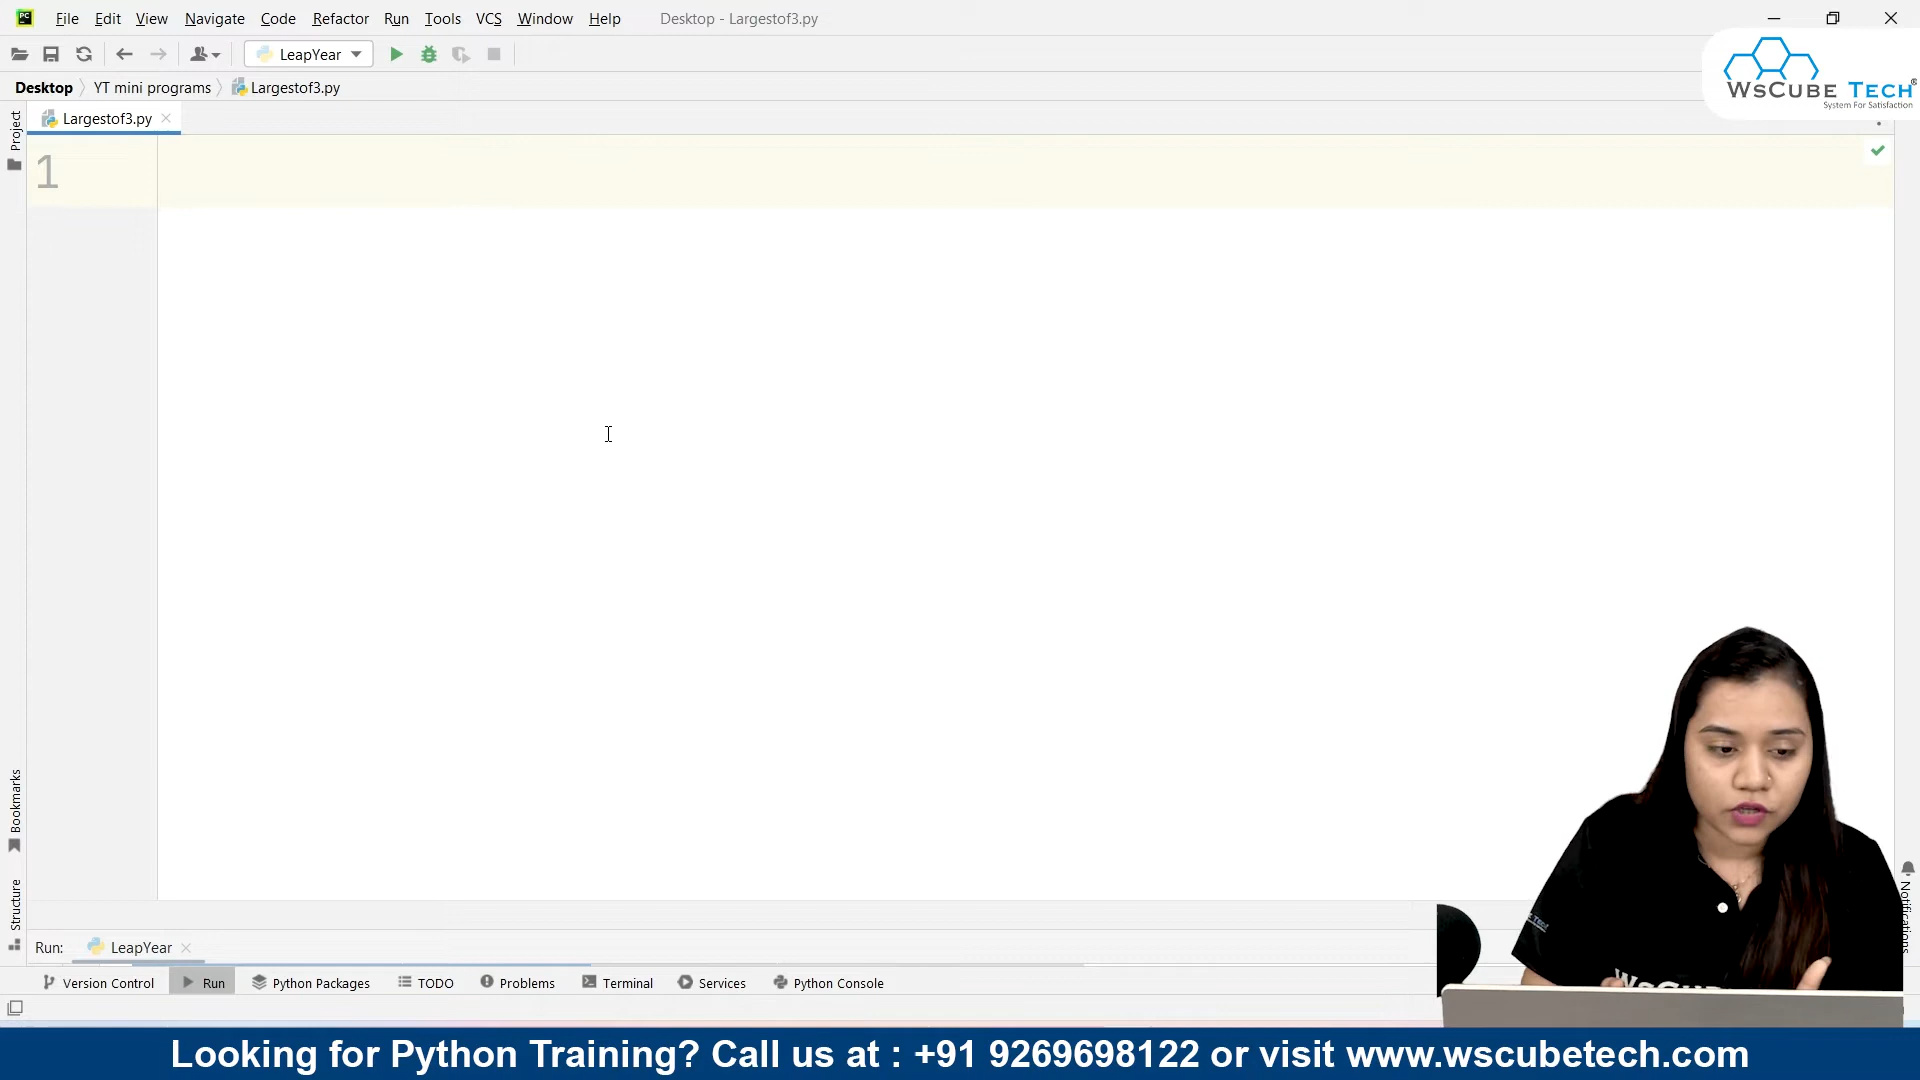 File Edit View Navigate Code Refactor Run Tools VCS Window Help Desktop - Largestof3.py
LeapYear
Desktop YT mini programs Largestof3.py
WsCube Tech®
System For Satisfaction
Largestof3.py
Project
1
Bookmarks
Structure
Notifications
Run: LeapYear
Version Control Run Python Packages TODO Problems Terminal Services Python Console
Looking for Python Training? Call us at : +91 9269698122 or visit www.wscubetech.com